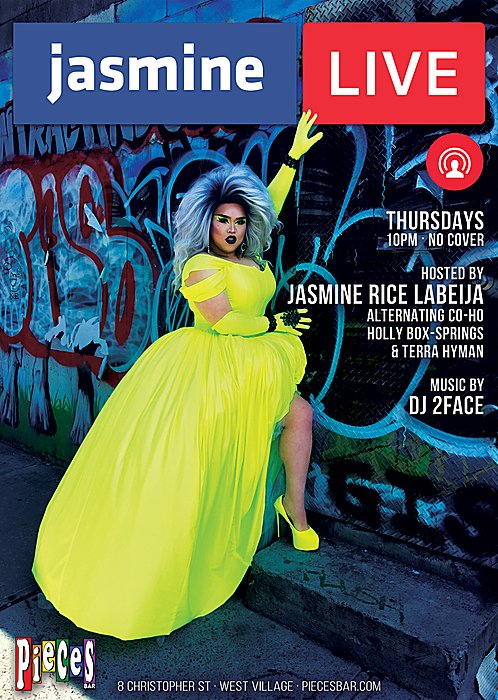 jasmine LIVE
THURSDAYS
10PM · NO COVER
HOSTED BY
JASMINE RICE LABEIJA
ALTERNATING CO-HO
HOLLY BOX-SPRINGS
& TERRA HYMAN
MUSIC BY
DJ 2FACE
GIS
PIECES
BAR
8 CHRISTOPHER ST · WEST VILLAGE · PIECESBAR.COM